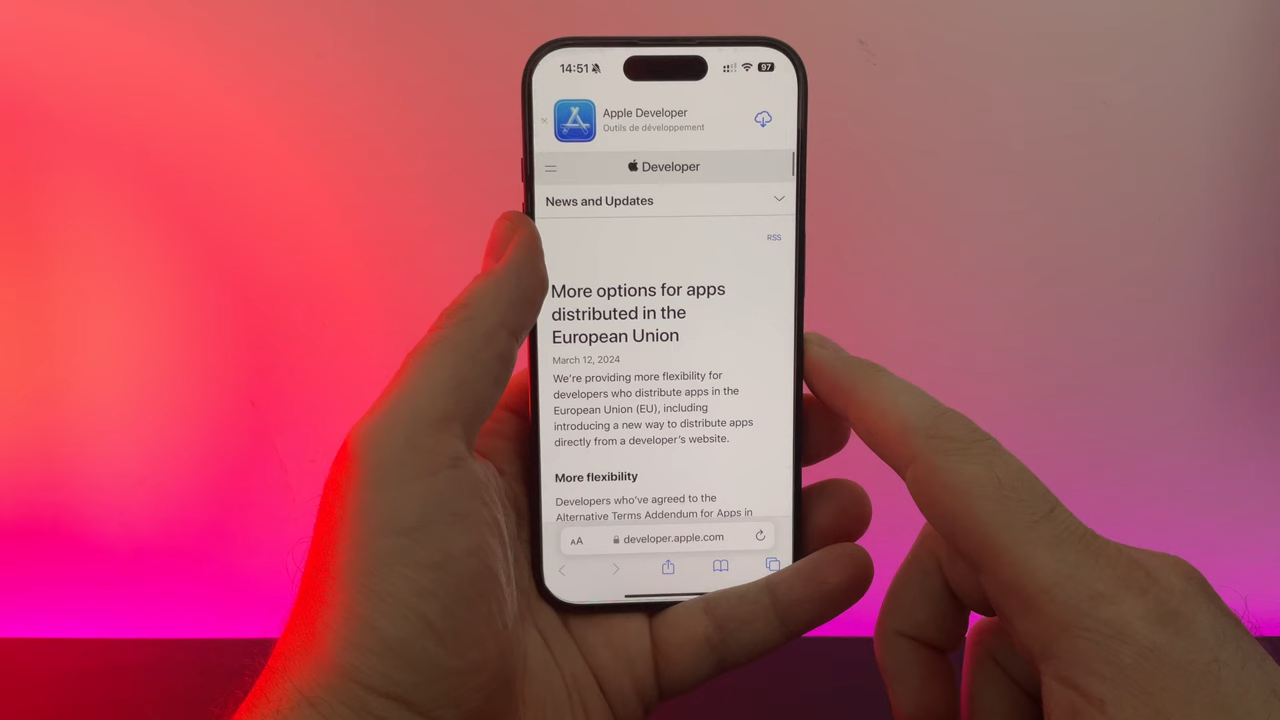 14:51
97
Apple Developer
Outils de développement
Developer
News and Updates
RSS
More options for apps
distributed in the
European Union
March 12, 2024
We're providing more flexibility for
developers who distribute apps in the
European Union (EU), including
introducing a new way to distribute apps
directly from a developer's website.
More flexibility
Developers who've agreed to the
Alternative Terms Addendum for Apps in
AA developer.apple.com